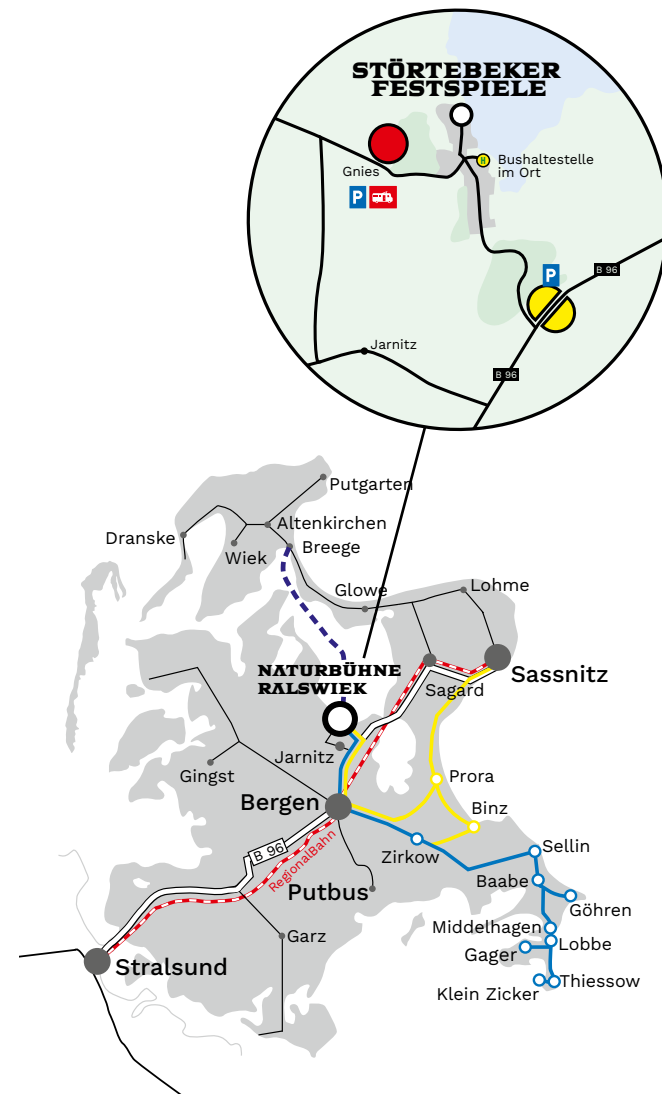 STÖRTEBEKER
FESTSPIELE
Bushaltestelle
im Ort
H
Gnies
P
P
B 96
Jarnitz
B 96
Putgarten
Altenkirchen
Dranske
Wiek
Breege
Glowe
Lohme
NATURBÜHNE
RALSWIEK
Sassnitz
Sagard
Jarnitz
Gingst
Prora
Bergen
Binz
B 96
Zirkow
Sellin
RegionalBahn
Baabe
Putbus
Göhren
Middelhagen
Garz
Lobbe
Gager
Stralsund
Thiessow
Klein Zicker